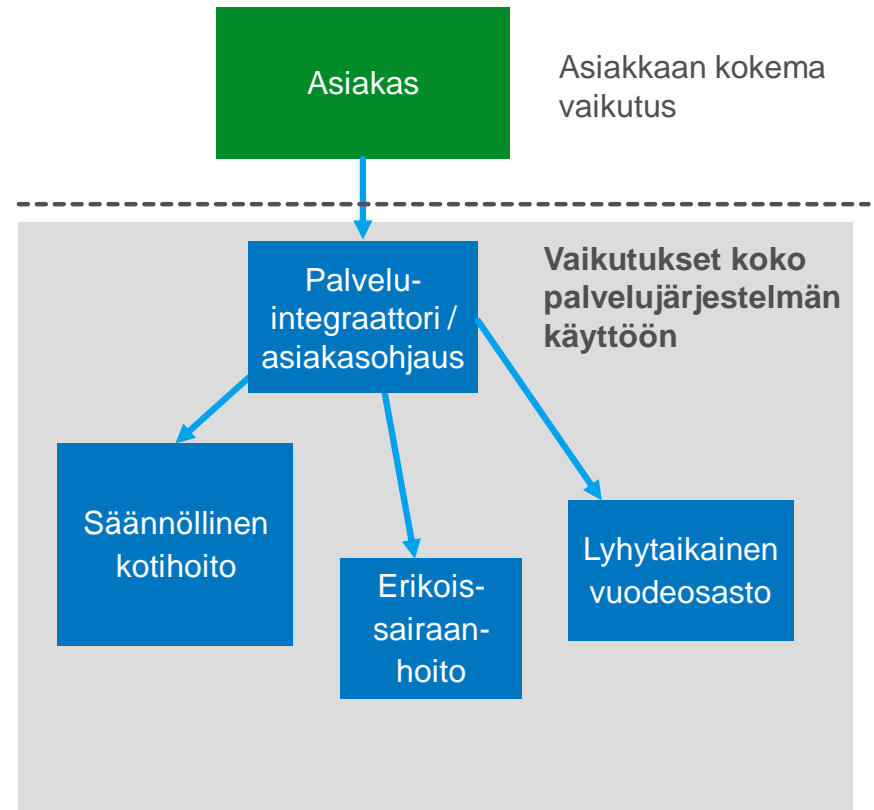 Asiakas
Asiakkaan kokema
vaikutus
Palvelu-
integraattori /
asiakasohjaus
Vaikutukset koko
palvelujärjestelmän
käyttöön
Säännöllinen
kotihoito
Erikois-
sairaan-
hoito
Lyhytaikainen
vuodeosasto